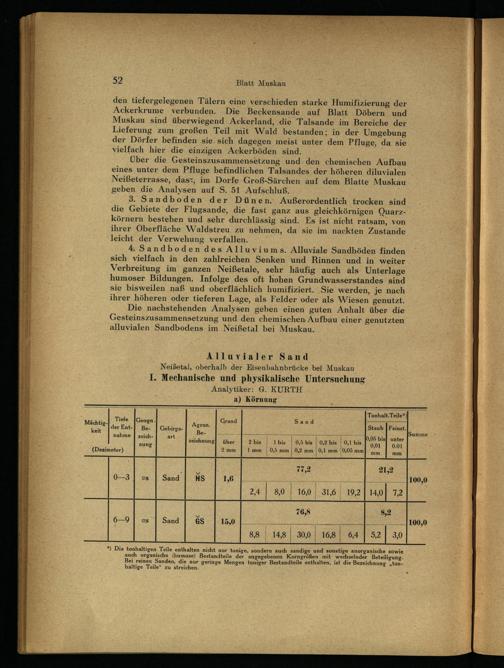 52
Blatt Muskau
den tiefergelegenen Tälern eine verschieden starke Humifizierung der
Ackerkrume verbunden. Die Beckensande auf Blatt Döbern und
Muskau sind überwiegend Ackerland, die Talsande im Bereiche der
Lieferung zum großen Teil mit Wald bestanden; in der Umgebung
der Dörfer befinden sie sich dagegen meist unter dem Pfluge, da sie
vielfach hier die einzigen Ackerböden sind.
Über die Gesteinszusammensetzung und den chemischen Aufbau
eines unter dem Pfluge befindlichen Talsandes der höheren diluvialen
Neißeterrasse, das., im Dorfe Groß-Särchen auf dem Blatte Muskau
geben die Analysen auf S. 51 Aufschluß.
3. Sandboden der Dünen. Außerordentlich trocken sind
die Gebiete der Flugsande, die fast ganz aus gleichkörnigen Quarz-
körnern bestehen und sehr durchlässig sind. Es ist nicht ratsam, von
ihrer Oberfläche Waldstreu zu nehmen, da sie im nackten Zustande
leicht der Verwehung verfallen.
4. Sandboden des Alluviums. Alluviale Sandböden finden
sich vielfach in den zahlreichen Senken und Rinnen und in weiter
Verbreitung im ganzen Neißetale, sehr häufig auch als Unterlage
humoser Bildungen. Infolge des oft hohen Grundwasserstandes sind
sie bisweilen naß und oberflächlich humifiziert. Sie werden, je nach
ihrer höheren oder tieferen Lage, als Felder oder als Wiesen genutzt.
Die nachstehenden Analysen geben einen guten Anhalt über die
Gesteinszusammensetzung und den chemischen Aufbau einer genutzten
alluvialen Sandbodens im Neißetal bei Muskau.
Alluvialer Sand
Neißetal, oberhalb der Eisenbahnbrücke bei Muskau
I. Mechanische und physikalische Untersuchung
Analytiker: G. KURTH
a) Körnung
Mächtig-keit Tiefe der Ent-nahme (Dezimeter) Geogn. Be-zeich-nung Gebirgs-art Agron. Be-zeichnung Grand über 2 mm Sand Tonhalt. Teile*) Staub Feinst. Summe
2 bis 1 mm 1 bis 0,5 mm 0,5 bis 0,2 mm 0,2 bis 0,1 mm 0,1 bis 0,05 mm 0,05 bis 0,01 mm unter 0,01 mm
77,2 21,2
0—3 Sand 1,6 100,0
2,4 8,0 16,0 31,6 19,2 14,0 7,2
76,8 8,2
6—9 Sand 15,0 100,0
8,8 14,8 30,0 16,8 6,4 5,2 3,0
*) Die tonhaltigen Teile enthalten nicht nur tonige, sondern auch sandige und sonstige anorganische sowie
auch organische (humose) Bestandteile der angegebenen Korngrößen mit wechselnder Beteiligung.
Bei reinen Sanden, die nur geringe Mengen toniger Bestandteile enthalten, ist die Bezeichnung „ton-
haltige Teile" zu streichen.